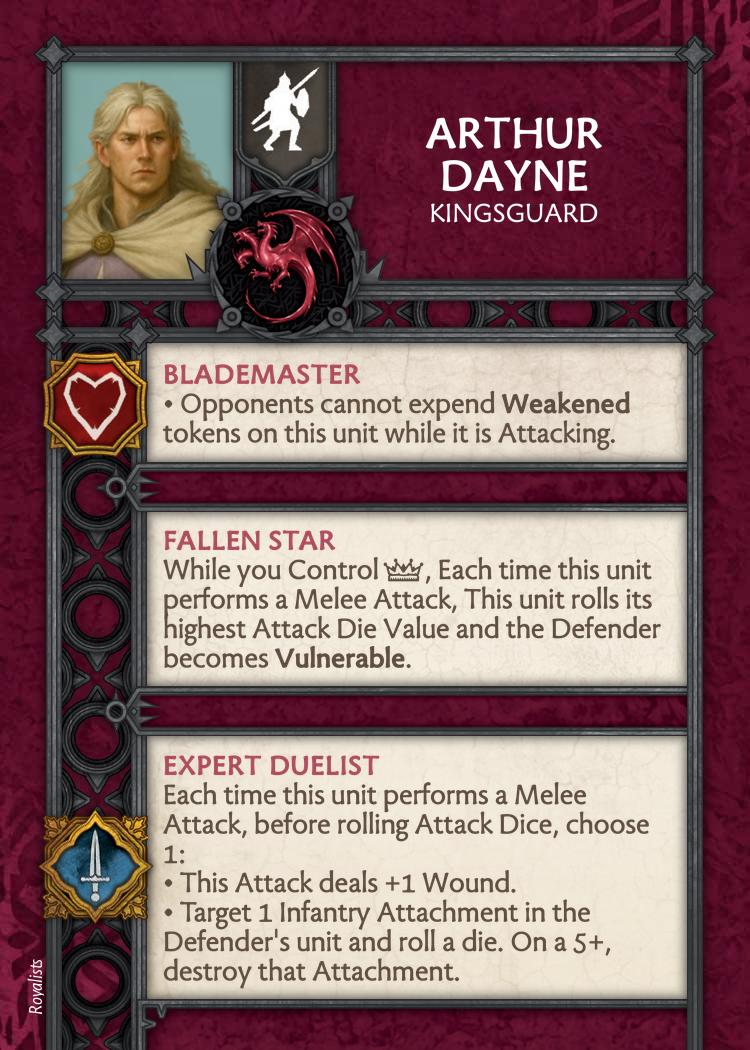 ARTHUR
DAYNE
KINGSGUARD
BLADEMASTER
• Opponents cannot expend Weakened
tokens on this unit while it is Attacking.
FALLEN STAR
While you Control , Each time this unit
performs a Melee Attack, This unit rolls its
highest Attack Die Value and the Defender
becomes Vulnerable.
EXPERT DUELIST
Each time this unit performs a Melee
Attack, before rolling Attack Dice, choose
1:
• This Attack deals +1 Wound.
• Target 1 Infantry Attachment in the
Defender's unit and roll a die. On a 5+,
destroy that Attachment.
Royalists